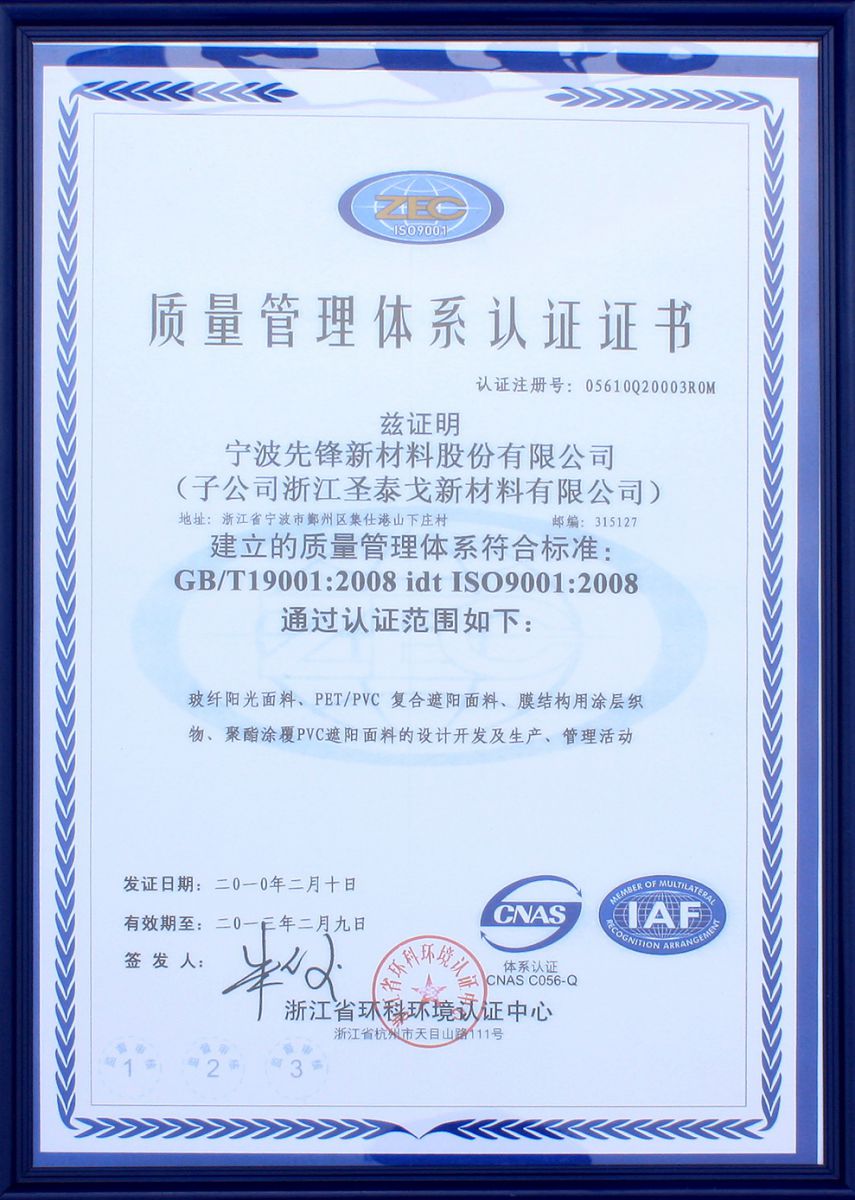 ZEC
ISO9001
质量管理体系认证证书
认证注册号：05610Q20003R0M
兹证明
宁波先锋新材料股份有限公司
（子公司浙江圣泰戈新材料有限公司）
地址：浙江省宁波市鄞州区集仕港山下庄村 邮编：315127
建立的质量管理体系符合标准：
GB/T19001:2008 idt ISO9001:2008
通过认证范围如下：
玻纤阳光面料、PET/PVC 复合遮阳面料、膜结构用涂层织
物、聚酯涂覆PVC遮阳面料的设计开发及生产、管理活动
发证日期：二〇一〇年二月十日
有效期至：二〇一三年二月九日
签发人：
CNAS
体系认证
CNAS C056-Q
MEMBER OF MULTILATERAL
IAF
RECOGNITION ARRANGEMENT
浙江省环科环境认证中心
浙江省环科环境认证中心
浙江省杭州市天目山路111号
1
2
3